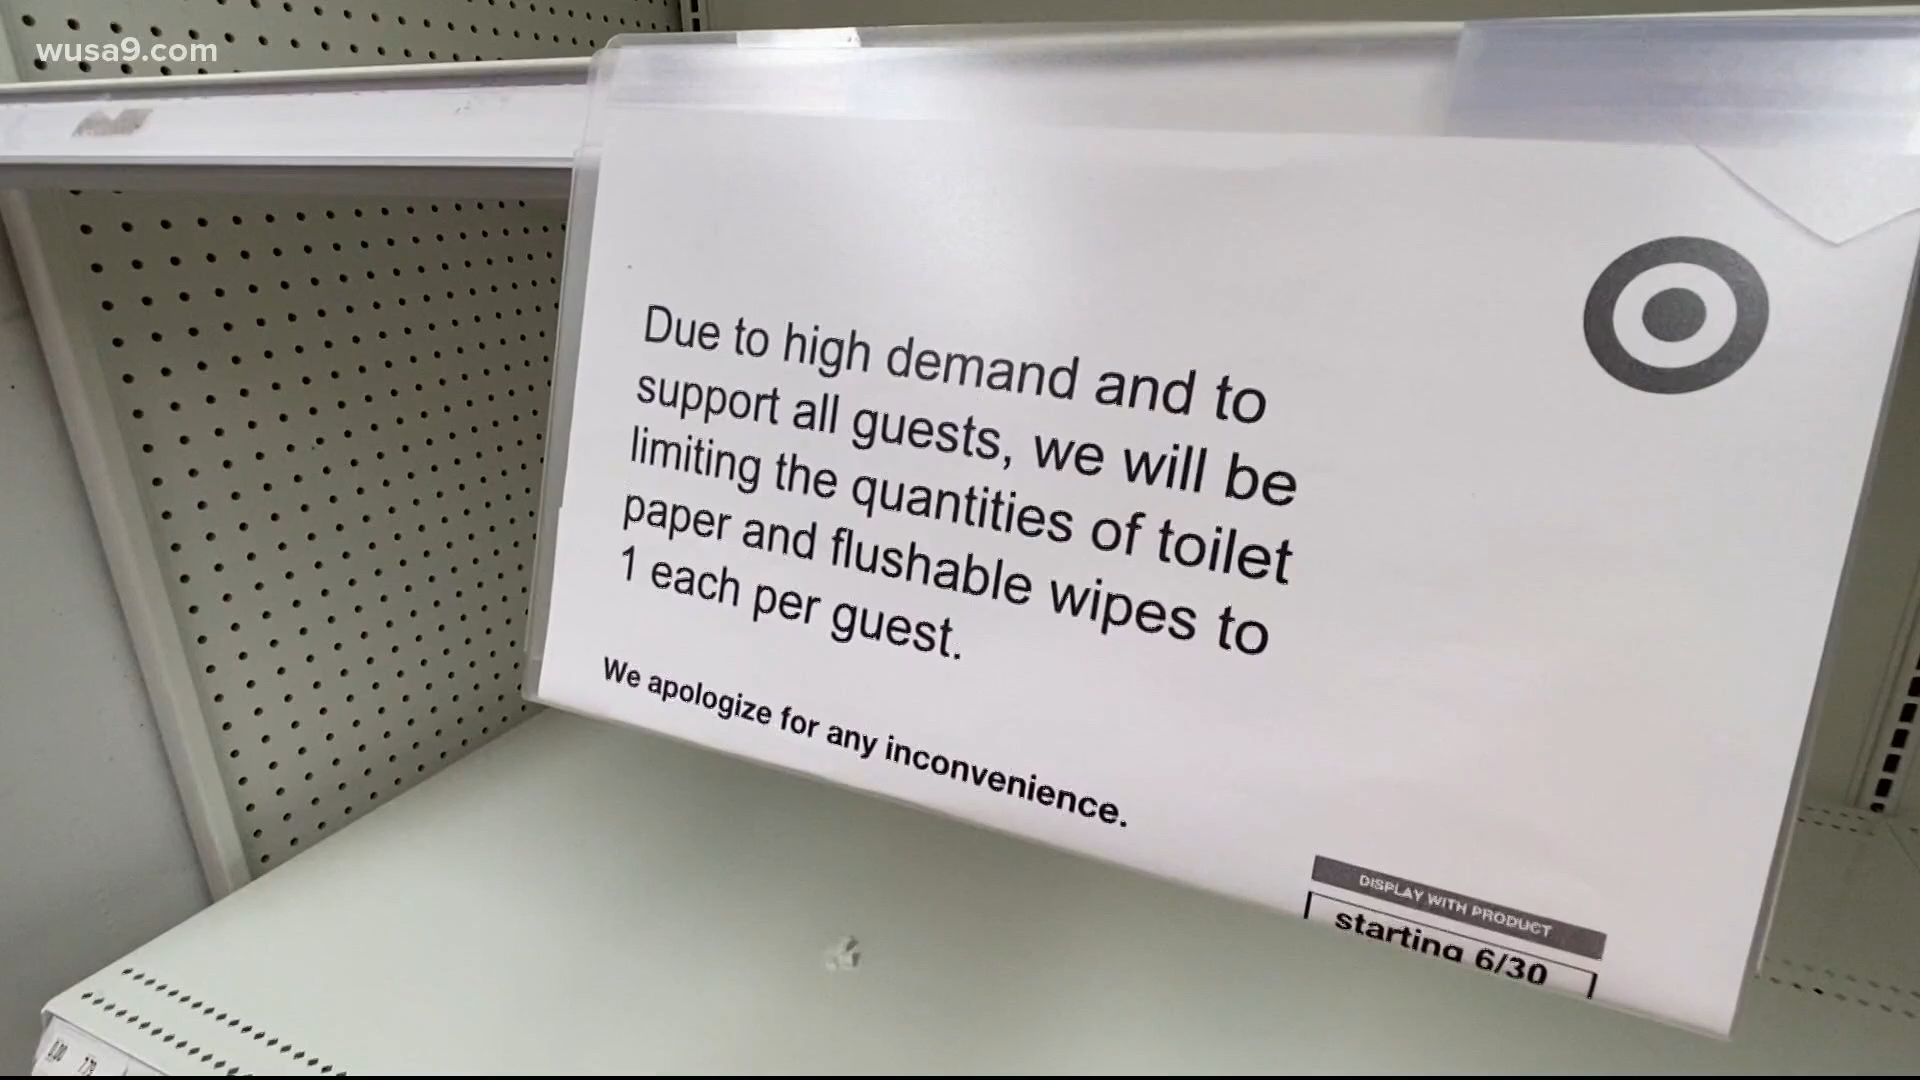 wusa9.com
Due to high demand and to
support all guests, we will be
limiting the quantities of toilet
paper and flushable wipes to
1 each per guest.
We apologize for any inconvenience.
DISPLAY WITH PRODUCT
starting 6/30